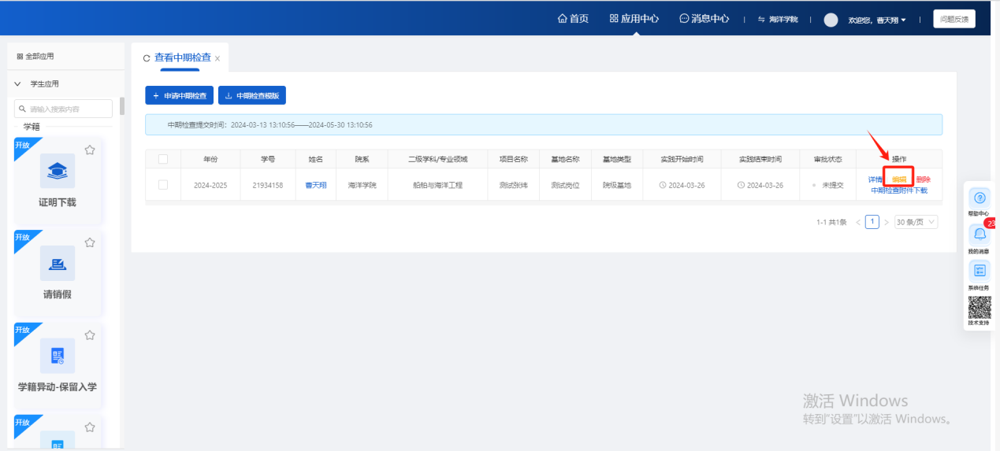 首页 应用中心 消息中心 海洋学院 欢迎您，曹天翔 问题反馈
全部应用
学生应用
请输入搜索内容
学籍
开放
证明下载
开放
请销假
开放
学籍异动-保留入学
开放
查看中期检查
+ 申请中期检查 中期检查模版
中期检查提交时间：2024-03-13 13:10:56——2024-05-30 13:10:56
年份 学号 姓名 院系 二级学科/专业领域 项目名称 基地名称 基地类型 实践开始时间 实践结束时间 审批状态 操作
2024-2025 21934158 曹天翔 海洋学院 船舶与海洋工程 测试张炜 测试岗位 院级基地 2024-03-26 2024-03-26 未提交 详情 编辑 删除
中期检查附件下载
1-1 共1条 < 1 > 30 条/页
帮助中心
23
我的消息
系统任务
技术支持
激活 Windows
转到"设置"以激活 Windows。